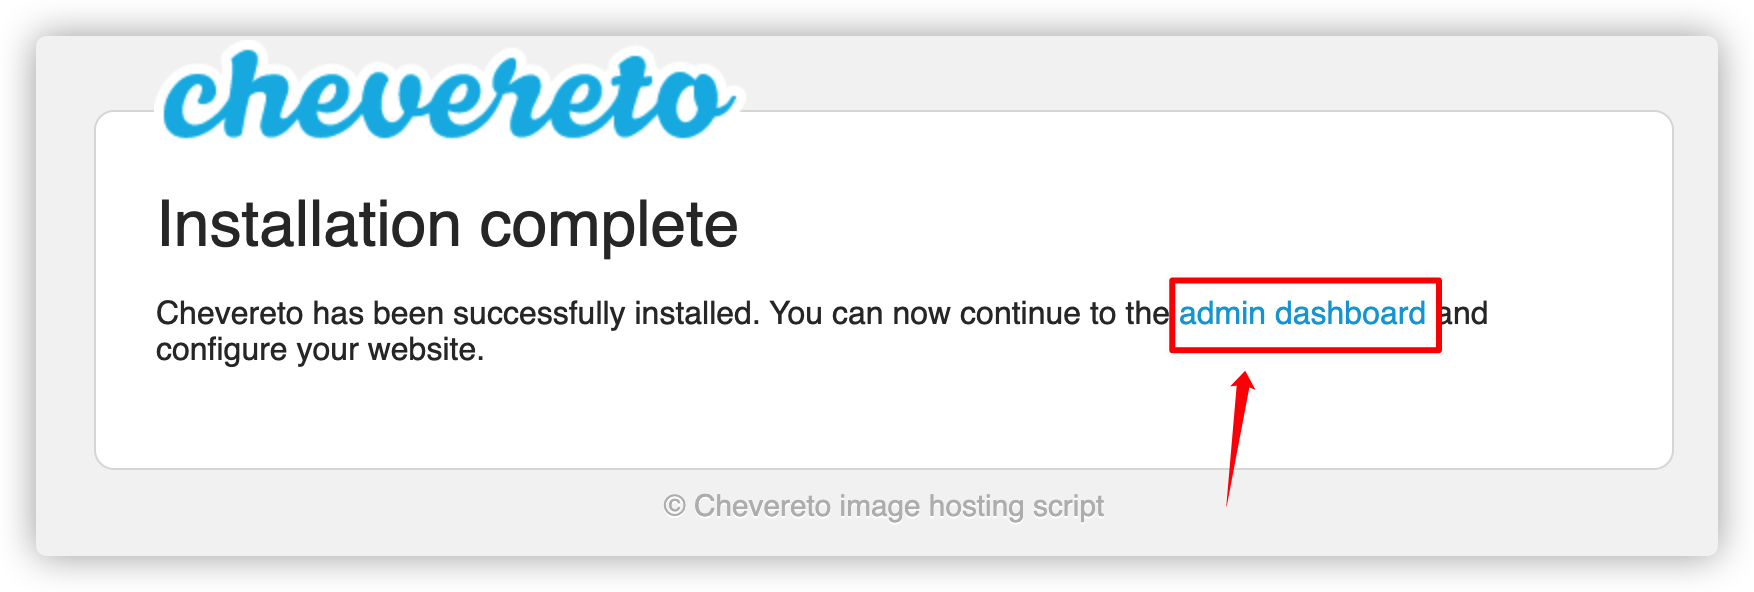 chevereto
Installation complete
Chevereto has been successfully installed. You can now continue to the admin dashboard and
configure your website.
© Chevereto image hosting script